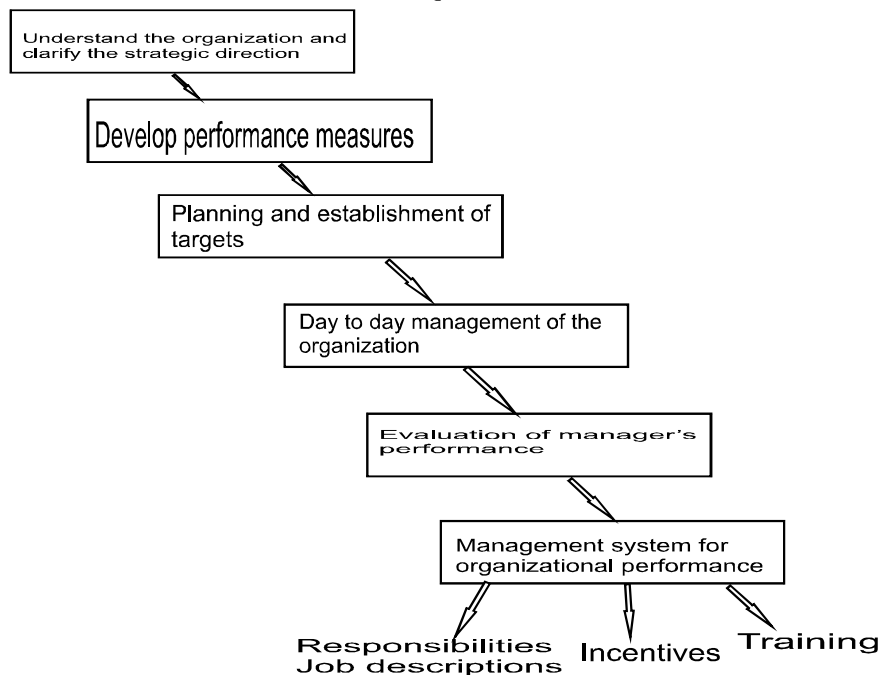 Understand the organization and
clarify the strategic direction
Develop performance measures
Planning and establishment of
targets
Day to day management of the
organization
Evaluation of manager's
performance
Management system for
organizational performance
Responsibilities
Job descriptions
Incentives
Training